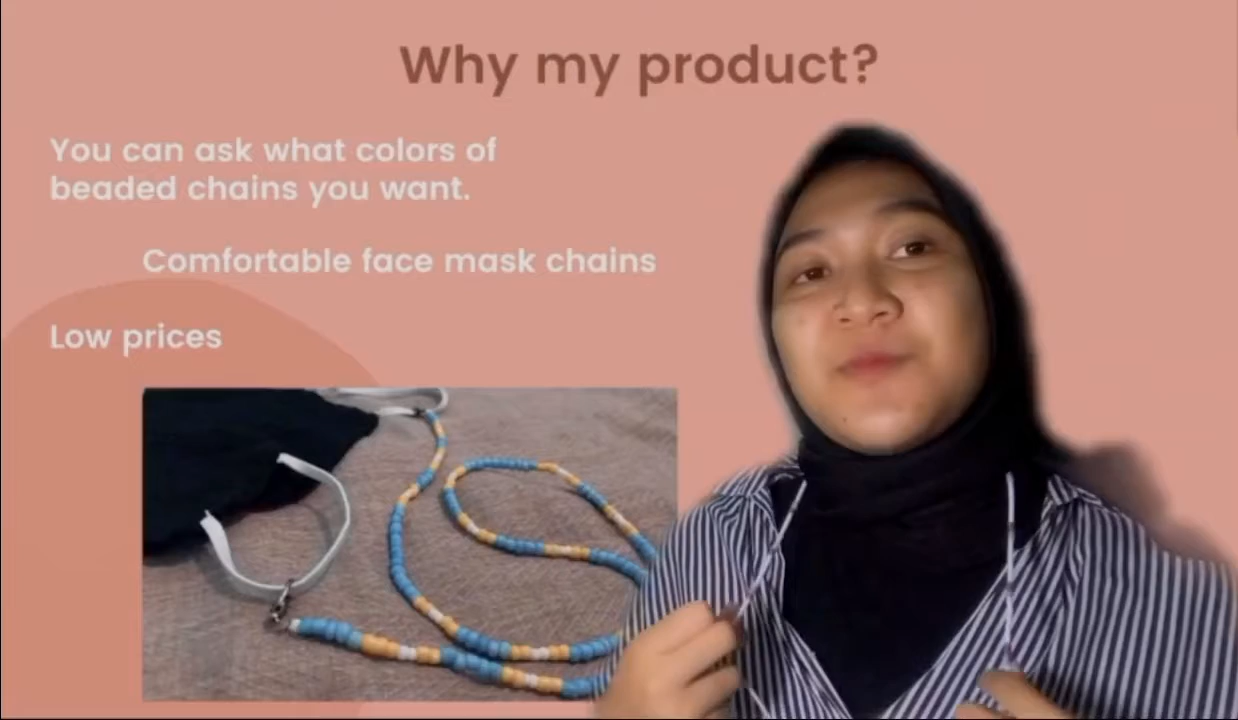 Why my product?
You can ask what colors of
beaded chains you want.
Comfortable face mask chains
Low prices